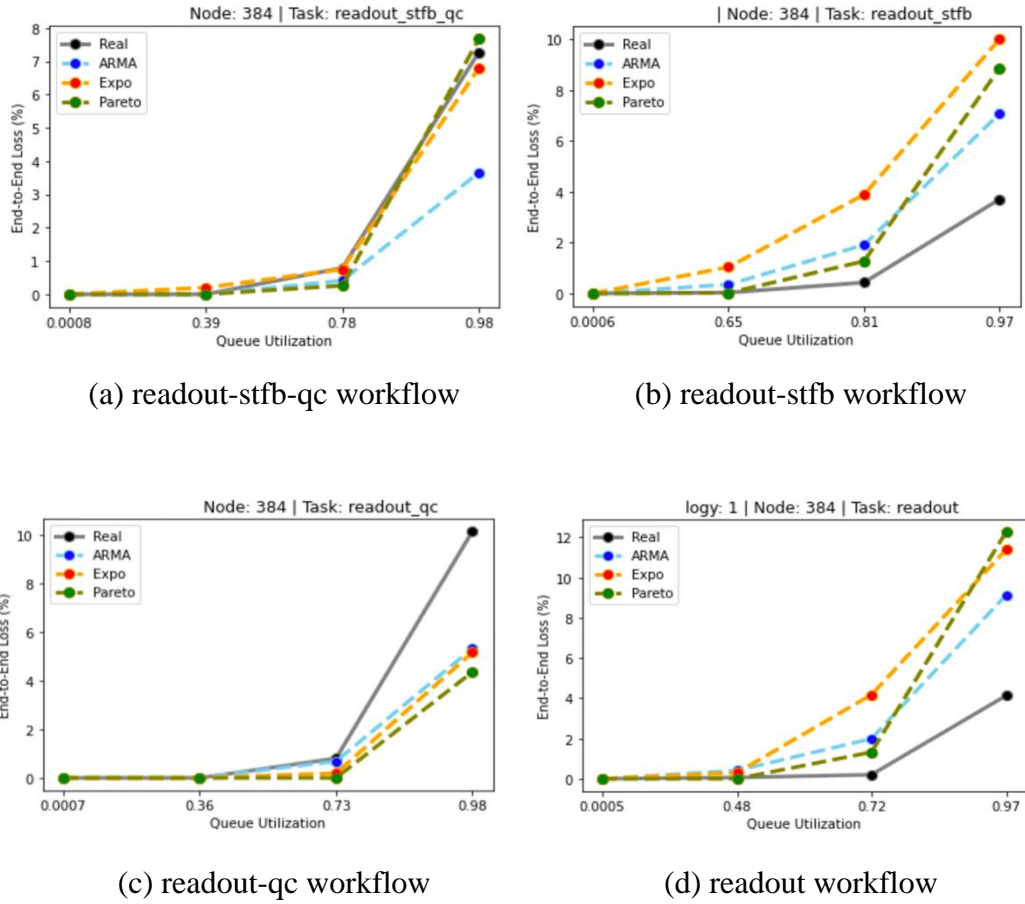 Node: 384 | Task: readout_stfb_qc
Real
ARMA
Expo
Pareto
8
7
6
5
4
3
2
1
0
End-to-End Loss (%)
0.0008 0.39 0.78 0.98
Queue Utilization
(a) readout-stfb-qc workflow
| Node: 384 | Task: readout_stfb
Real
ARMA
Expo
Pareto
10
8
6
4
2
0
End-to-End Loss (%)
0.0006 0.65 0.81 0.97
Queue Utilization
(b) readout-stfb workflow
Node: 384 | Task: readout_qc
Real
ARMA
Expo
Pareto
10
8
6
4
2
0
End-to-End Loss (%)
0.0007 0.36 0.73 0.98
Queue Utilization
(c) readout-qc workflow
logy: 1 | Node: 384 | Task: readout
Real
ARMA
Expo
Pareto
12
10
8
6
4
2
0
End-to-End Loss (%)
0.0005 0.48 0.72 0.97
Queue Utilization
(d) readout workflow